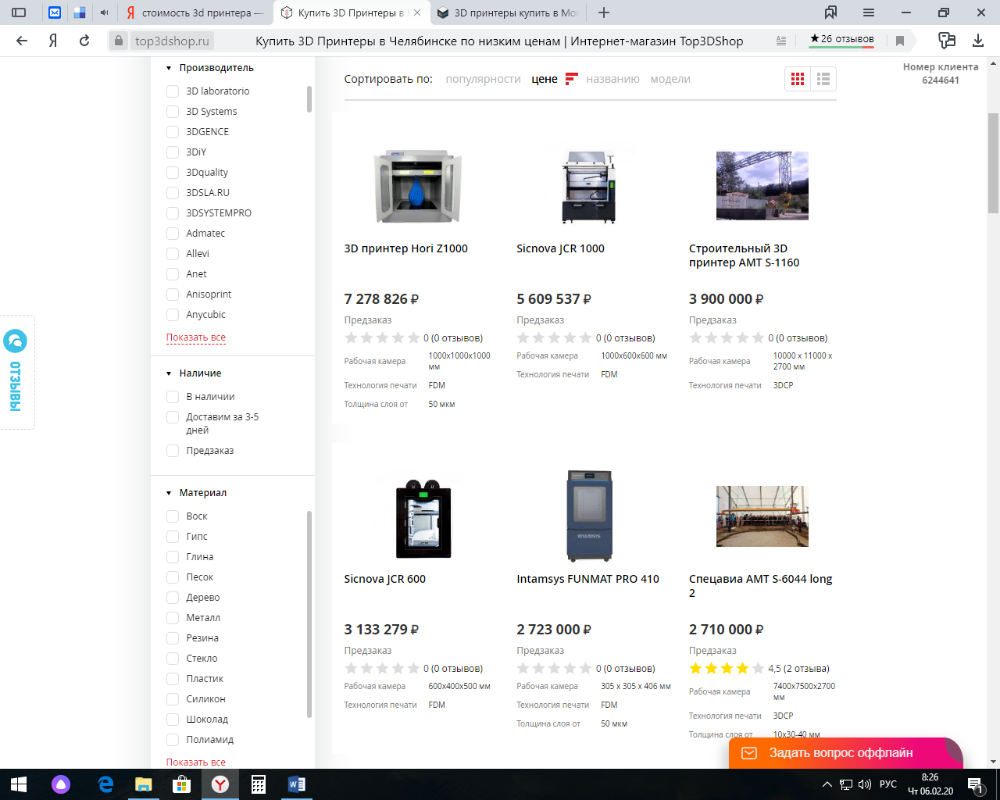 стоимость 3d принтера —
Купить 3D Принтеры в Ч
3D принтеры купить в Мо
top3dshop.ru
Купить 3D Принтеры в Челябинске по низким ценам | Интернет-магазин Top3DShop
★26 отзывов
Номер клиента
6244641
Производитель
3D laboratorio
3D Systems
3DGENCE
3DiY
3Dquality
3DSLA.RU
3DSYSTEMPRO
Admatec
Allevi
Anet
Anisoprint
Anycubic
Показать все
Наличие
В наличии
Доставим за 3-5
дней
Предзаказ
Материал
Воск
Гипс
Глина
Песок
Дерево
Металл
Резина
Стекло
Пластик
Силикон
Шоколад
Полиамид
Показать все
ОТЗЫВЫ
Сортировать по: популярности цене названию модели
3D принтер Hori Z1000
7 278 826 ₽
Предзаказ
0 (0 отзывов)
Рабочая камера 1000х1000х1000
мм
Технология печати FDM
Толщина слоя от 50 мкм
Sicnova JCR 1000
5 609 537 ₽
Предзаказ
0 (0 отзывов)
Рабочая камера 1000х600х600 мм
Технология печати FDM
Строительный 3D
принтер АМТ S-1160
3 900 000 ₽
Предзаказ
0 (0 отзывов)
Рабочая камера 10000 х 11000 х
2700 мм
Технология печати 3DCP
Sicnova JCR 600
3 133 279 ₽
Предзаказ
0 (0 отзывов)
Рабочая камера 600х400х500 мм
Технология печати FDM
INTAMSYS
Intamsys FUNMAT PRO 410
2 723 000 ₽
Предзаказ
0 (0 отзывов)
Рабочая камера 305 х 305 х 406 мм
Технология печати FDM
Толщина слоя от 50 мкм
Спецавиа АМТ S-6044 long
2
2 710 000 ₽
Предзаказ
4,5 (2 отзыва)
Рабочая камера 7400х7500х2700
мм
Технология печати 3DCP
Толщина слоя от 10х30-40 мм
Задать вопрос оффлайн
РУС
8:26
Чт 06.02.20
1